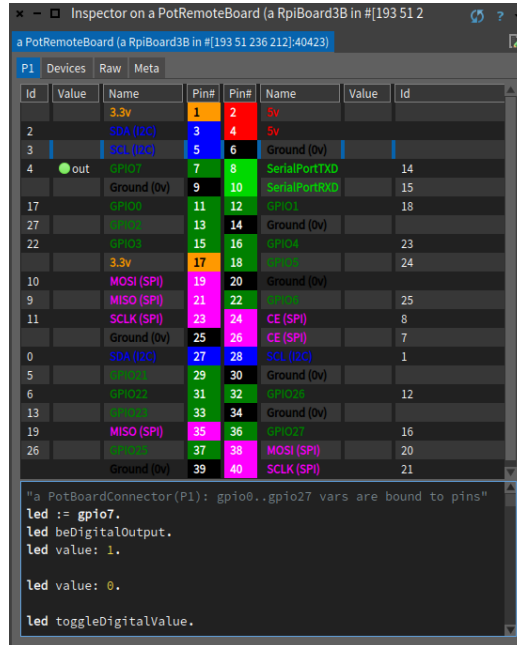 Inspector on a PotRemoteBoard (a RpiBoard3B in #[193 51 2
a PotRemoteBoard (a RpiBoard3B in #[193 51 236 212]:40423)
P1 Devices Raw Meta
Id Value Name Pin# Pin# Name Value Id
3.3v 1 2 5v
2 SDA (I2C) 3 4 5v
3 SCL (I2C) 5 6 Ground (0v)
4 out GPIO7 7 8 SerialPortTXD 14
Ground (0v) 9 10 SerialPortRXD 15
17 GPIO0 11 12 GPIO1 18
27 GPIO2 13 14 Ground (0v)
22 GPIO3 15 16 GPIO4 23
3.3v 17 18 GPIO5 24
10 MOSI (SPI) 19 20 Ground (0v)
9 MISO (SPI) 21 22 GPIO6 25
11 SCLK (SPI) 23 24 CE (SPI) 8
Ground (0v) 25 26 CE (SPI) 7
0 SDA (I2C) 27 28 SCL (I2C) 1
5 GPIO21 29 30 Ground (0v)
6 GPIO22 31 32 GPIO26 12
13 GPIO23 33 34 Ground (0v)
19 MISO (SPI) 35 36 GPIO27 16
26 GPIO25 37 38 MOSI (SPI) 20
Ground (0v) 39 40 SCLK (SPI) 21
"a PotBoardConnector(P1): gpio0..gpio27 vars are bound to pins"
led := gpio7.
led beDigitalOutput.
led value: 1.
led value: 0.
led toggleDigitalValue.